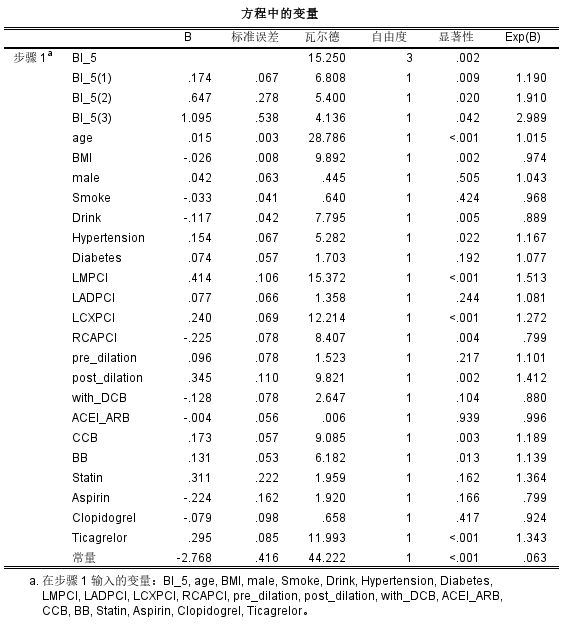 方程中的变量
B 标准误差 瓦尔德 自由度 显著性 Exp(B)
步骤 1a BI_5 15.250 3 .002
BI_5(1) .174 .067 6.808 1 .009 1.190
BI_5(2) .647 .278 5.400 1 .020 1.910
BI_5(3) 1.095 .538 4.136 1 .042 2.989
age .015 .003 28.786 1 <.001 1.015
BMI -.026 .008 9.892 1 .002 .974
male .042 .063 .445 1 .505 1.043
Smoke -.033 .041 .640 1 .424 .968
Drink -.117 .042 7.795 1 .005 .889
Hypertension .154 .067 5.282 1 .022 1.167
Diabetes .074 .057 1.703 1 .192 1.077
LMPCI .414 .106 15.372 1 <.001 1.513
LADPCI .077 .066 1.358 1 .244 1.081
LCXPCI .240 .069 12.214 1 <.001 1.272
RCAPCI -.225 .078 8.407 1 .004 .799
pre_dilation .096 .078 1.523 1 .217 1.101
post_dilation .345 .110 9.821 1 .002 1.412
with_DCB -.128 .078 2.647 1 .104 .880
ACEI_ARB -.004 .056 .006 1 .939 .996
CCB .173 .057 9.085 1 .003 1.189
BB .131 .053 6.182 1 .013 1.139
Statin .311 .222 1.959 1 .162 1.364
Aspirin -.224 .162 1.920 1 .166 .799
Clopidogrel -.079 .098 .658 1 .417 .924
Ticagrelor .295 .085 11.993 1 <.001 1.343
常量 -2.768 .416 44.222 1 <.001 .063
a. 在步骤 1 输入的变量：BI_5, age, BMI, male, Smoke, Drink, Hypertension, Diabetes,
LMPCI, LADPCI, LCXPCI, RCAPCI, pre_dilation, post_dilation, with_DCB, ACEI_ARB,
CCB, BB, Statin, Aspirin, Clopidogrel, Ticagrelor。